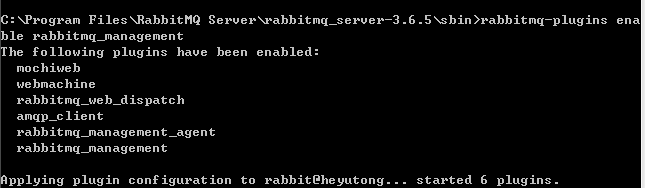 C:\Program Files\RabbitMQ Server\rabbitmq_server-3.6.5\sbin>rabbitmq-plugins ena
ble rabbitmq_management
The following plugins have been enabled:
  mochiweb
  webmachine
  rabbitmq_web_dispatch
  amqp_client
  rabbitmq_management_agent
  rabbitmq_management
Applying plugin configuration to rabbit@heyutong... started 6 plugins.